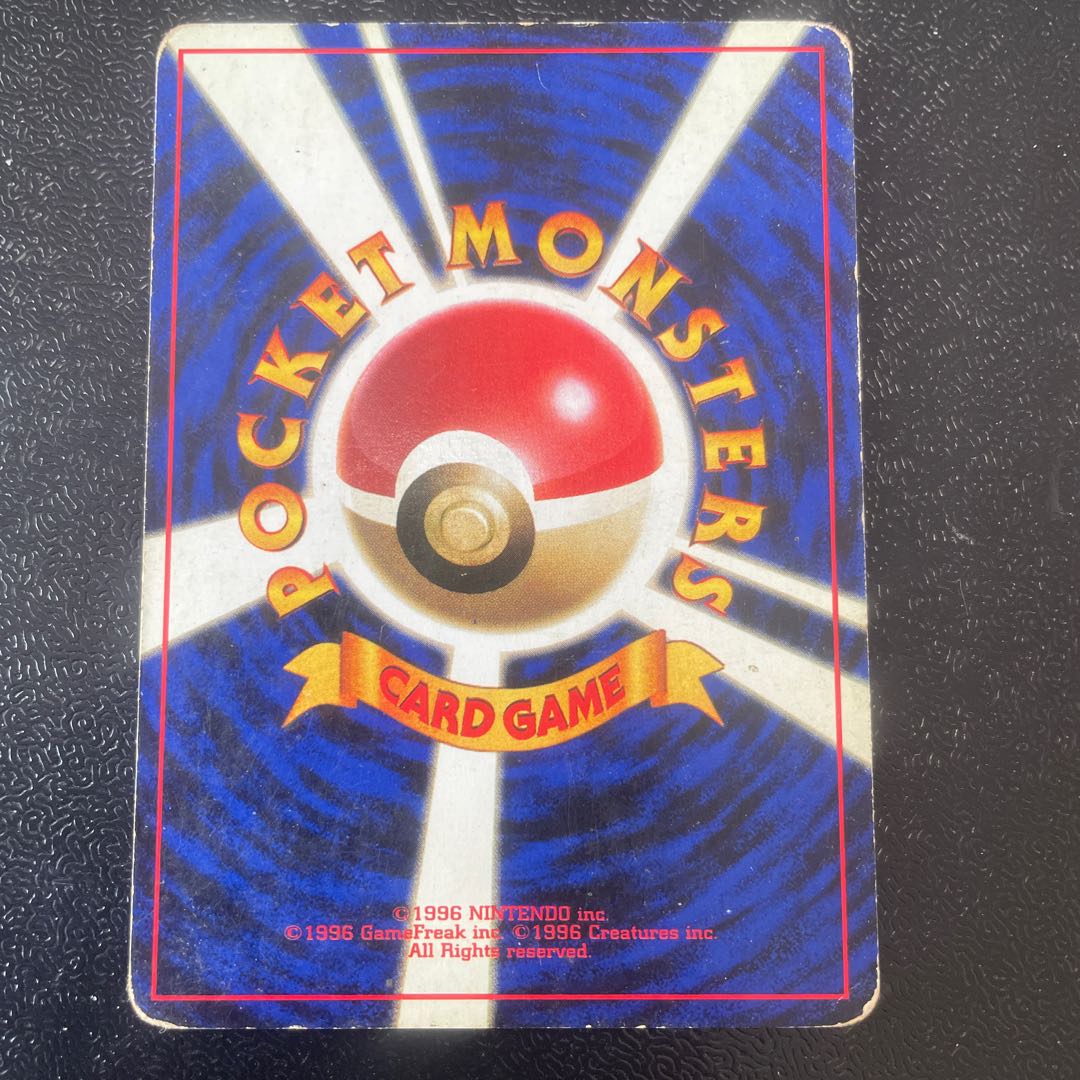 POCKET MONSTERS
CARD GAME
©1996 NINTENDO inc.
©1996 GameFreak inc. ©1996 Creatures inc.
All Rights reserved.